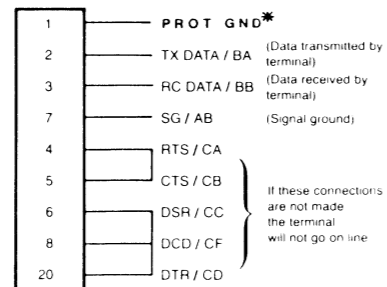 1 PROT GND*
2 TX DATA / BA (Data transmitted by
terminal)
3 RC DATA / BB (Data received by
terminal)
7 SG / AB (Signal ground)
4 RTS / CA
5 CTS / CB
6 DSR / CC
8 DCD / CF
20 DTR / CD
If these connections
are not made
the terminal
will not go on line